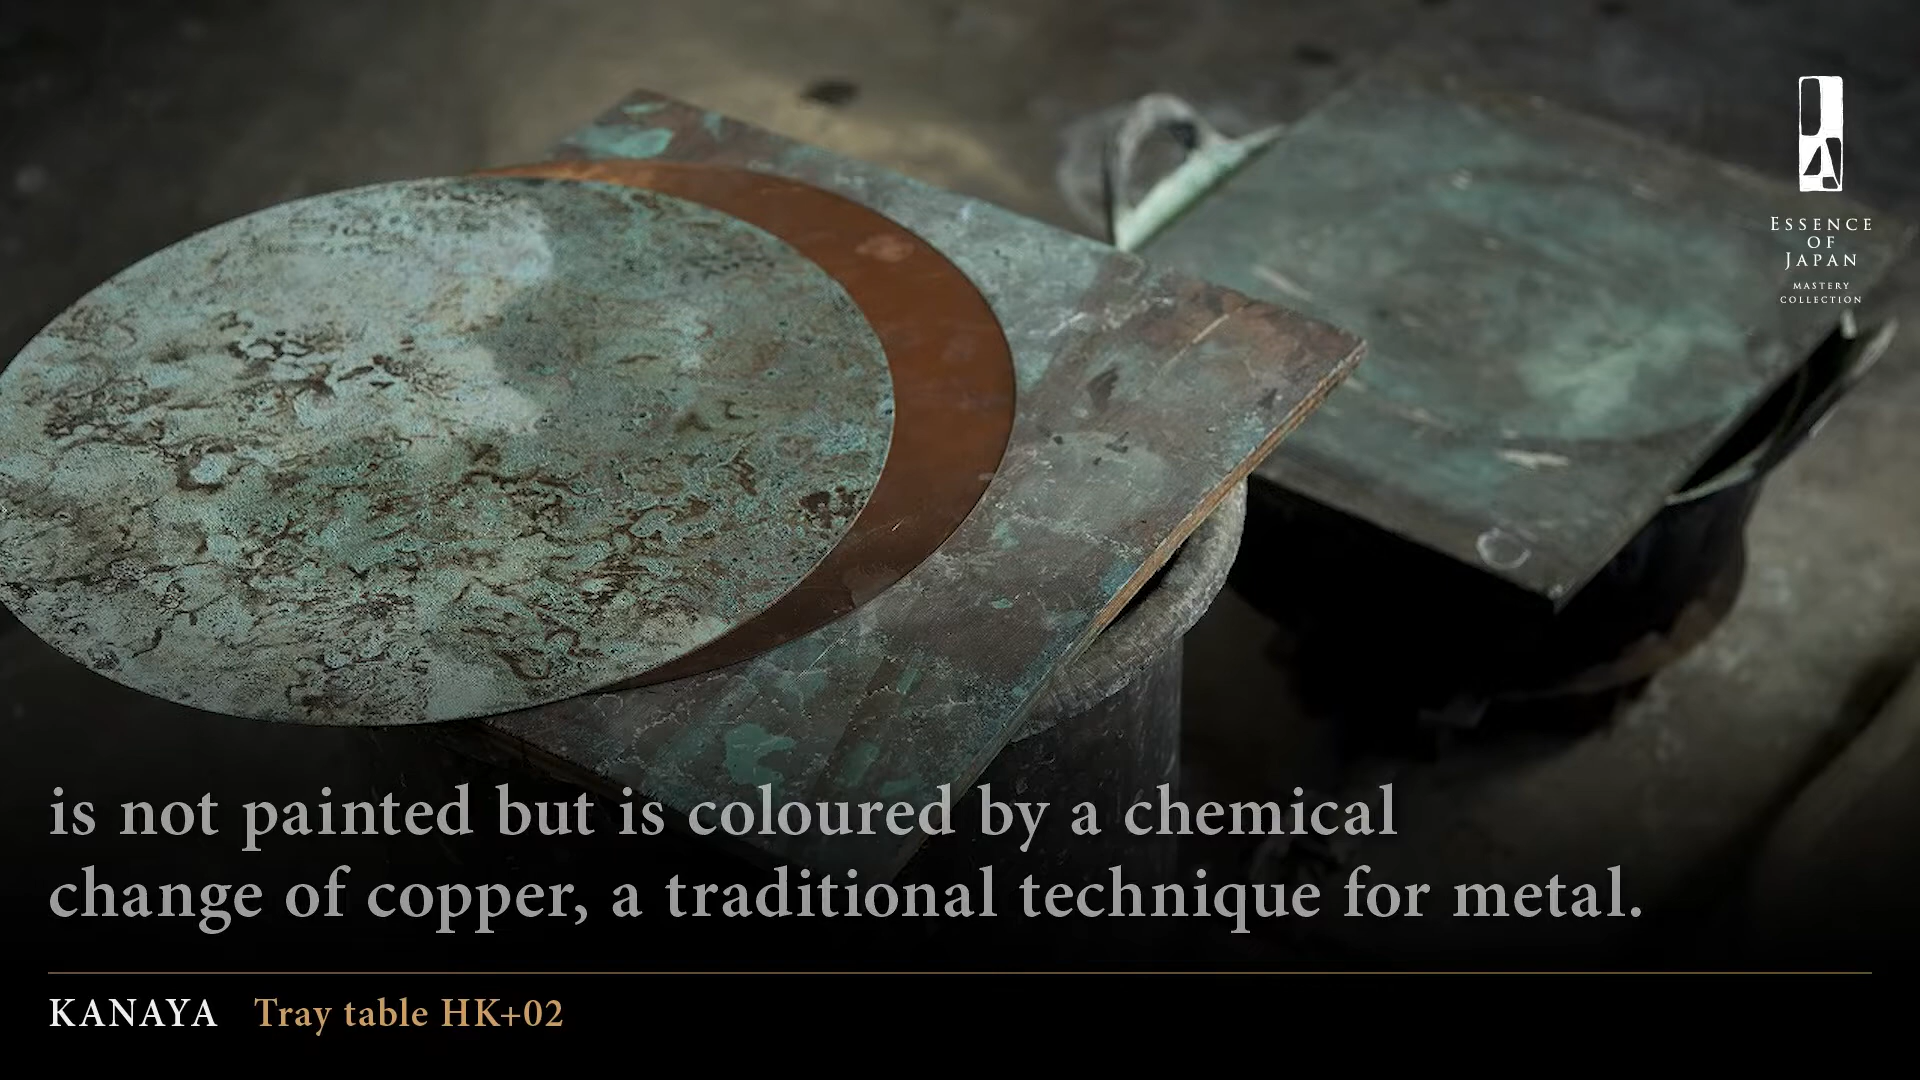 ESSENCE
OF
JAPAN
MASTERY
COLLECTION
is not painted but is coloured by a chemical
change of copper, a traditional technique for metal.
KANAYA Tray table HK+02